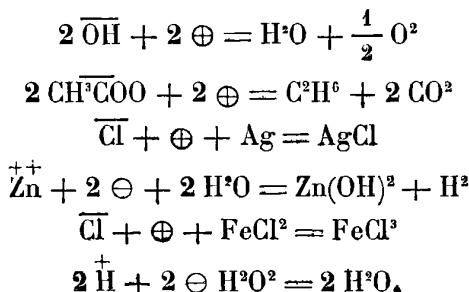 2 O̅H̅ + 2 ⊕ = H²O + 1/2 O²
2 CH³C̅O̅O + 2 ⊕ = C²H⁶ + 2 CO²
C̅l̅ + ⊕ + Ag = AgCl
Zn⁺⁺ + 2 ⊖ + 2 H²O = Zn(OH)² + H²
C̅l̅ + ⊕ + FeCl² = FeCl³
2 H⁺ + 2 ⊖ H²O² = 2 H²O.